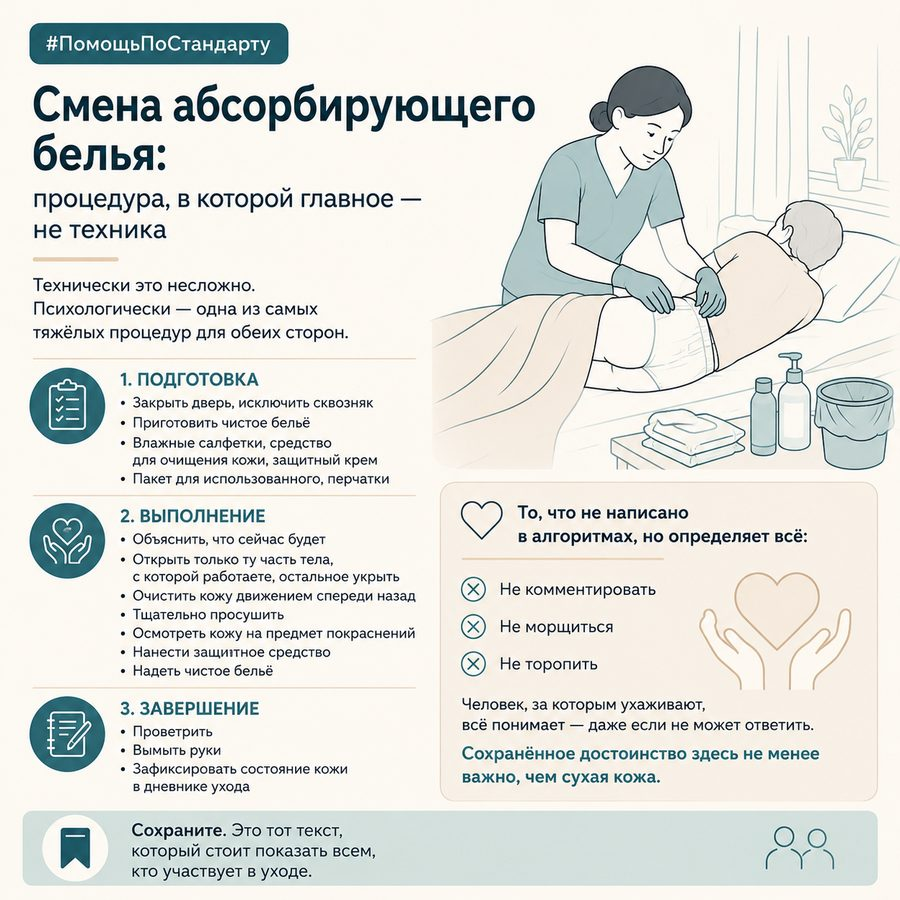 #ПомощьПоСтандарту
Смена абсорбирующего
белья:
процедура, в которой главное —
не техника
Технически это несложно.
Психологически — одна из самых
тяжёлых процедур для обеих сторон.
1. ПОДГОТОВКА
• Закрыть дверь, исключить сквозняк
• Приготовить чистое бельё
• Влажные салфетки, средство
для очищения кожи, защитный крем
• Пакет для использованного, перчатки
2. ВЫПОЛНЕНИЕ
• Объяснить, что сейчас будет
• Открыть только ту часть тела,
с которой работаете, остальное укрыть
• Очистить кожу движением спереди назад
• Тщательно просушить
• Осмотреть кожу на предмет покраснений
• Нанести защитное средство
• Надеть чистое бельё
3. ЗАВЕРШЕНИЕ
• Проветрить
• Вымыть руки
• Зафиксировать состояние кожи
в дневнике ухода
То, что не написано
в алгоритмах, но определяет всё:
Не комментировать
Не морщиться
Не торопить
Человек, за которым ухаживают,
всё понимает — даже если не может ответить.
Сохранённое достоинство здесь не менее
важно, чем сухая кожа.
Сохраните. Это тот текст,
который стоит показать всем,
кто участвует в уходе.